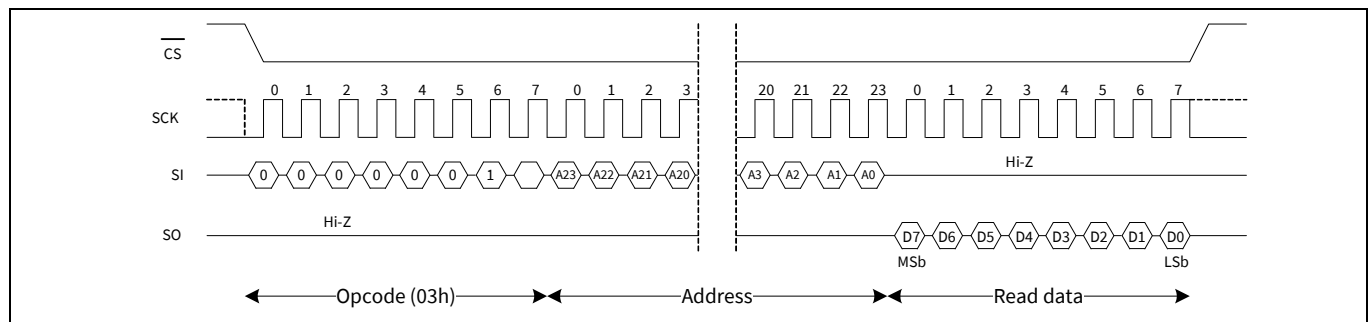 CS
0 1 2 3 4 5 6 7 0 1 2 3 20 21 22 23 0 1 2 3 4 5 6 7
SCK
Hi-Z
SI 0 0 0 0 0 0 1 A23 A22 A21 A20 A3 A2 A1 A0
Hi-Z
SO D7 D6 D5 D4 D3 D2 D1 D0
MSb LSb
Opcode (03h) Address Read data